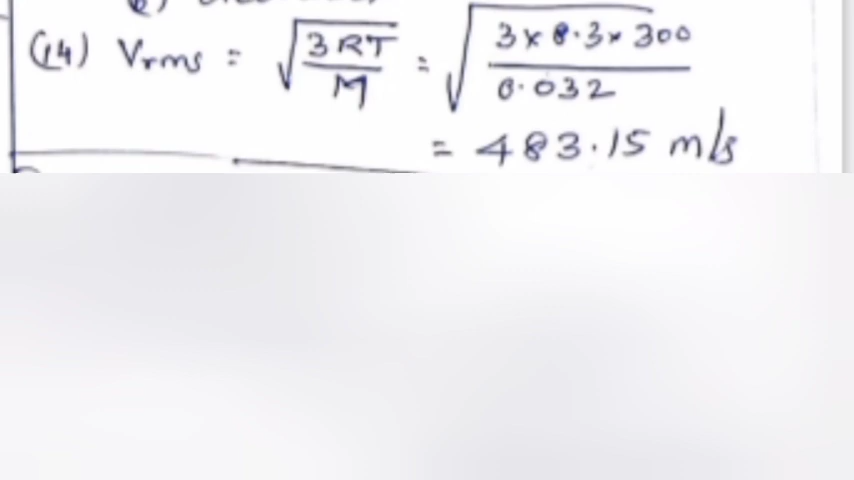 (14) Vrms = √(3RT/M) = √(3 x 8.3 x 300/0.032)
= 483.15 m/s